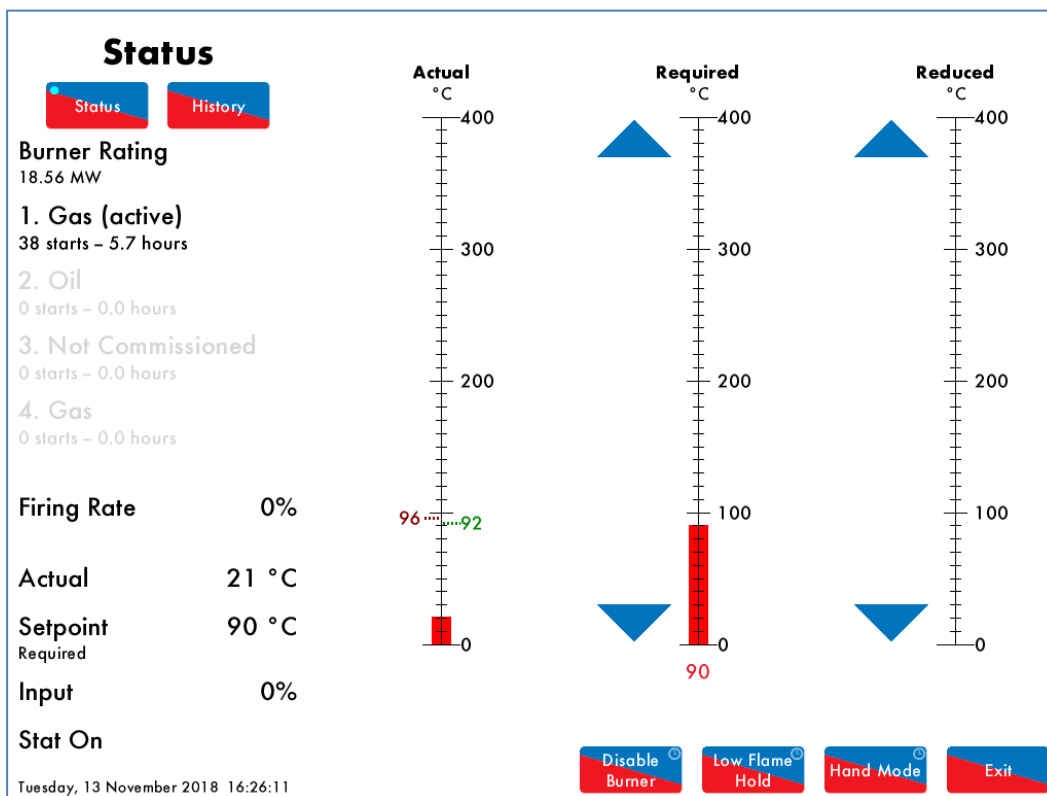 Status
Status
History
Burner Rating
18.56 MW
1. Gas (active)
38 starts – 5.7 hours
2. Oil
0 starts – 0.0 hours
3. Not Commissioned
0 starts – 0.0 hours
4. Gas
0 starts – 0.0 hours
Firing Rate 0%
Actual 21 °C
Setpoint 90 °C
Required
Input 0%
Stat On
Tuesday, 13 November 2018 16:26:11
Actual
°C
400
300
200
100
0
96
92
Required
°C
400
300
200
100
0
90
Reduced
°C
400
300
200
100
0
Disable
Burner
Low Flame
Hold
Hand Mode
Exit